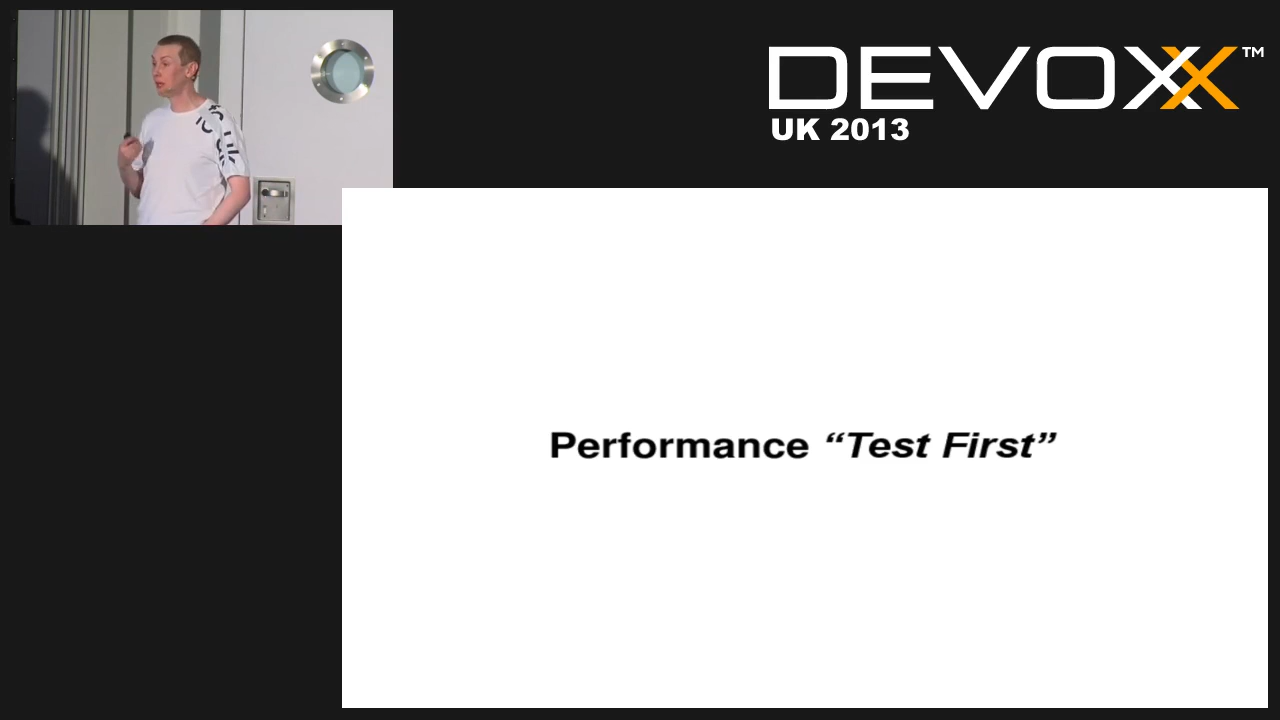 DEVOXX™
UK 2013
Performance “Test First”